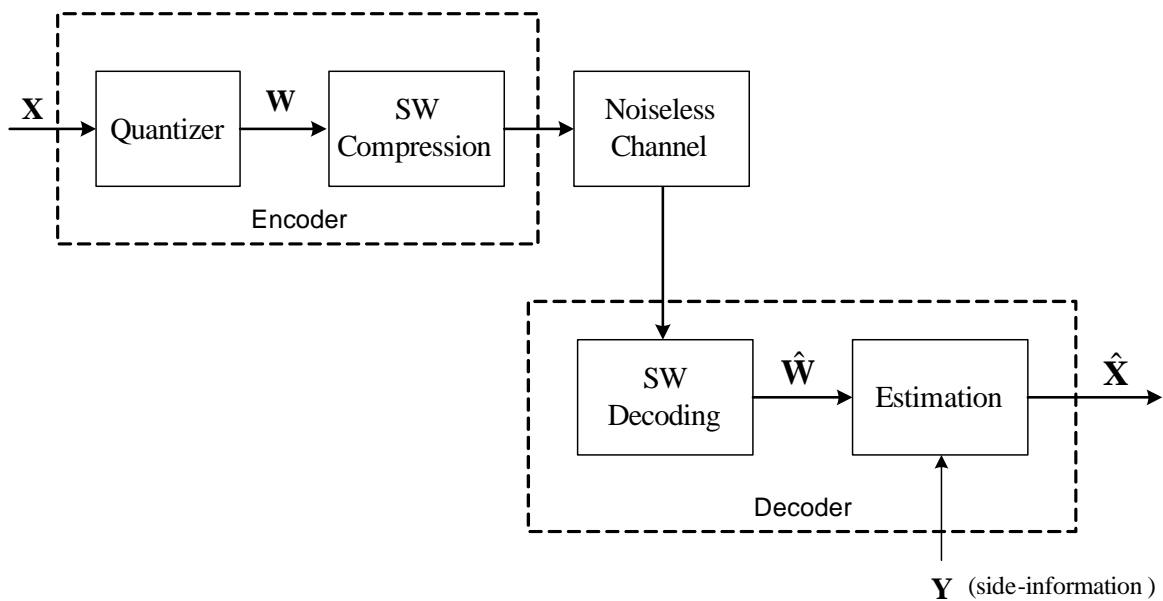 X
Quantizer
W
SW
Compression
Noiseless
Channel
Encoder
SW
Decoding
Ŵ
Estimation
X̂
Decoder
Y (side-information )